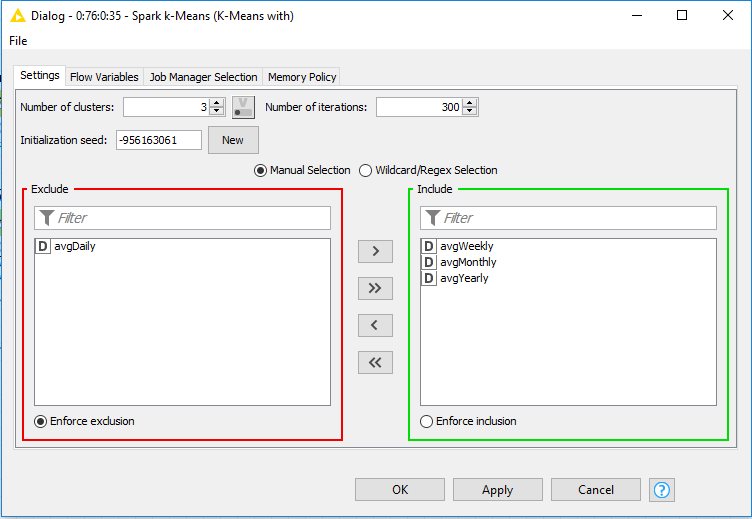 Dialog - 0:76:0:35 - Spark k-Means (K-Means with)
File
Settings Flow Variables Job Manager Selection Memory Policy
Number of clusters: 3 V Number of iterations: 300
Initialization seed: -956163061 New
Manual Selection Wildcard/Regex Selection
Exclude Include
Filter Filter
D avgDaily > D avgWeekly
D avgMonthly
D avgYearly
>>
<
<<
Enforce exclusion Enforce inclusion
OK Apply Cancel ?